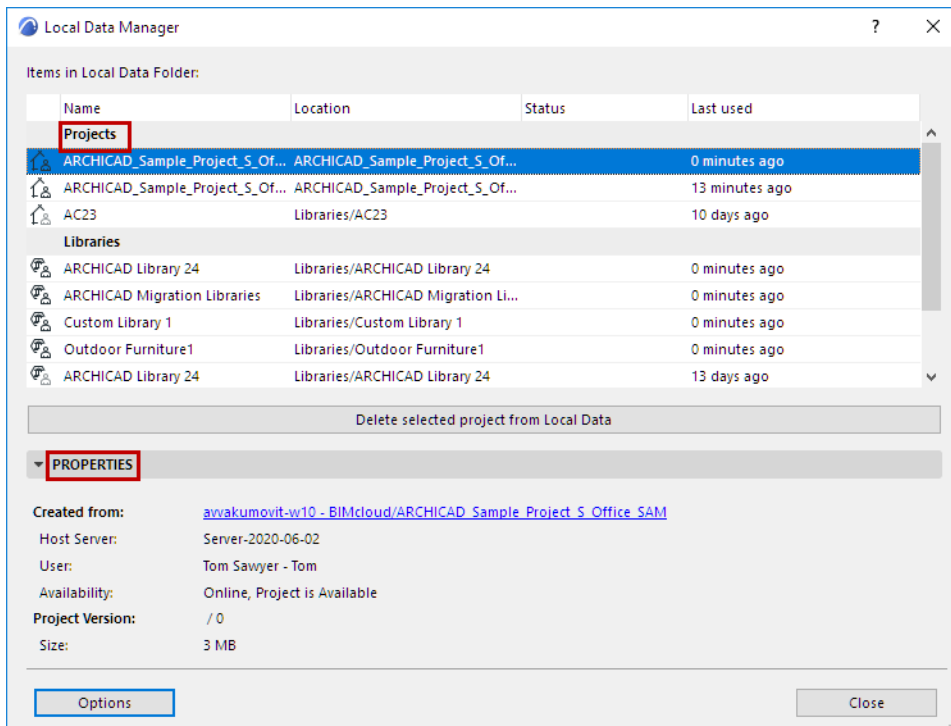 Local Data Manager ? ×
Items in Local Data Folder:
Name Location Status Last used
Projects
ARCHICAD_Sample_Project_S_Of... ARCHICAD_Sample_Project_S_Of... 0 minutes ago
ARCHICAD_Sample_Project_S_Of... ARCHICAD_Sample_Project_S_Of... 13 minutes ago
AC23 Libraries/AC23 10 days ago
Libraries
ARCHICAD Library 24 Libraries/ARCHICAD Library 24 0 minutes ago
ARCHICAD Migration Libraries Libraries/ARCHICAD Migration Li... 0 minutes ago
Custom Library 1 Libraries/Custom Library 1 0 minutes ago
Outdoor Furniture1 Libraries/Outdoor Furniture1 0 minutes ago
ARCHICAD Library 24 Libraries/ARCHICAD Library 24 13 days ago
Delete selected project from Local Data
PROPERTIES
Created from: avvakumovit-w10 - BIMcloud/ARCHICAD_Sample_Project_S_Office_SAM
Host Server: Server-2020-06-02
User: Tom Sawyer - Tom
Availability: Online, Project is Available
Project Version: / 0
Size: 3 MB
Options Close